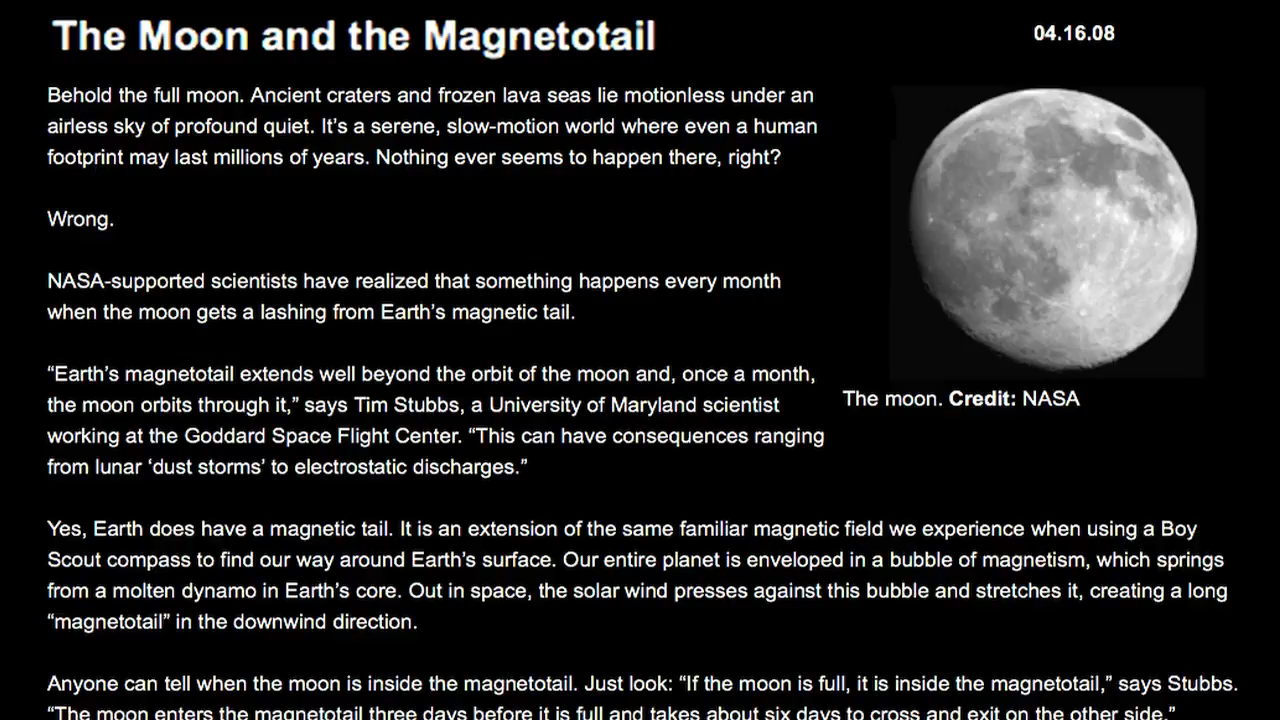 The Moon and the Magnetotail
04.16.08
Behold the full moon. Ancient craters and frozen lava seas lie motionless under an
airless sky of profound quiet. It’s a serene, slow-motion world where even a human
footprint may last millions of years. Nothing ever seems to happen there, right?
Wrong.
NASA-supported scientists have realized that something happens every month
when the moon gets a lashing from Earth’s magnetic tail.
“Earth’s magnetotail extends well beyond the orbit of the moon and, once a month,
the moon orbits through it,” says Tim Stubbs, a University of Maryland scientist
working at the Goddard Space Flight Center. “This can have consequences ranging
from lunar ‘dust storms’ to electrostatic discharges.”
The moon. Credit: NASA
Yes, Earth does have a magnetic tail. It is an extension of the same familiar magnetic field we experience when using a Boy
Scout compass to find our way around Earth’s surface. Our entire planet is enveloped in a bubble of magnetism, which springs
from a molten dynamo in Earth’s core. Out in space, the solar wind presses against this bubble and stretches it, creating a long
“magnetotail” in the downwind direction.
Anyone can tell when the moon is inside the magnetotail. Just look: “If the moon is full, it is inside the magnetotail,” says Stubbs.
“The moon enters the magnetotail three days before it is full and takes about six days to cross and exit on the other side.”